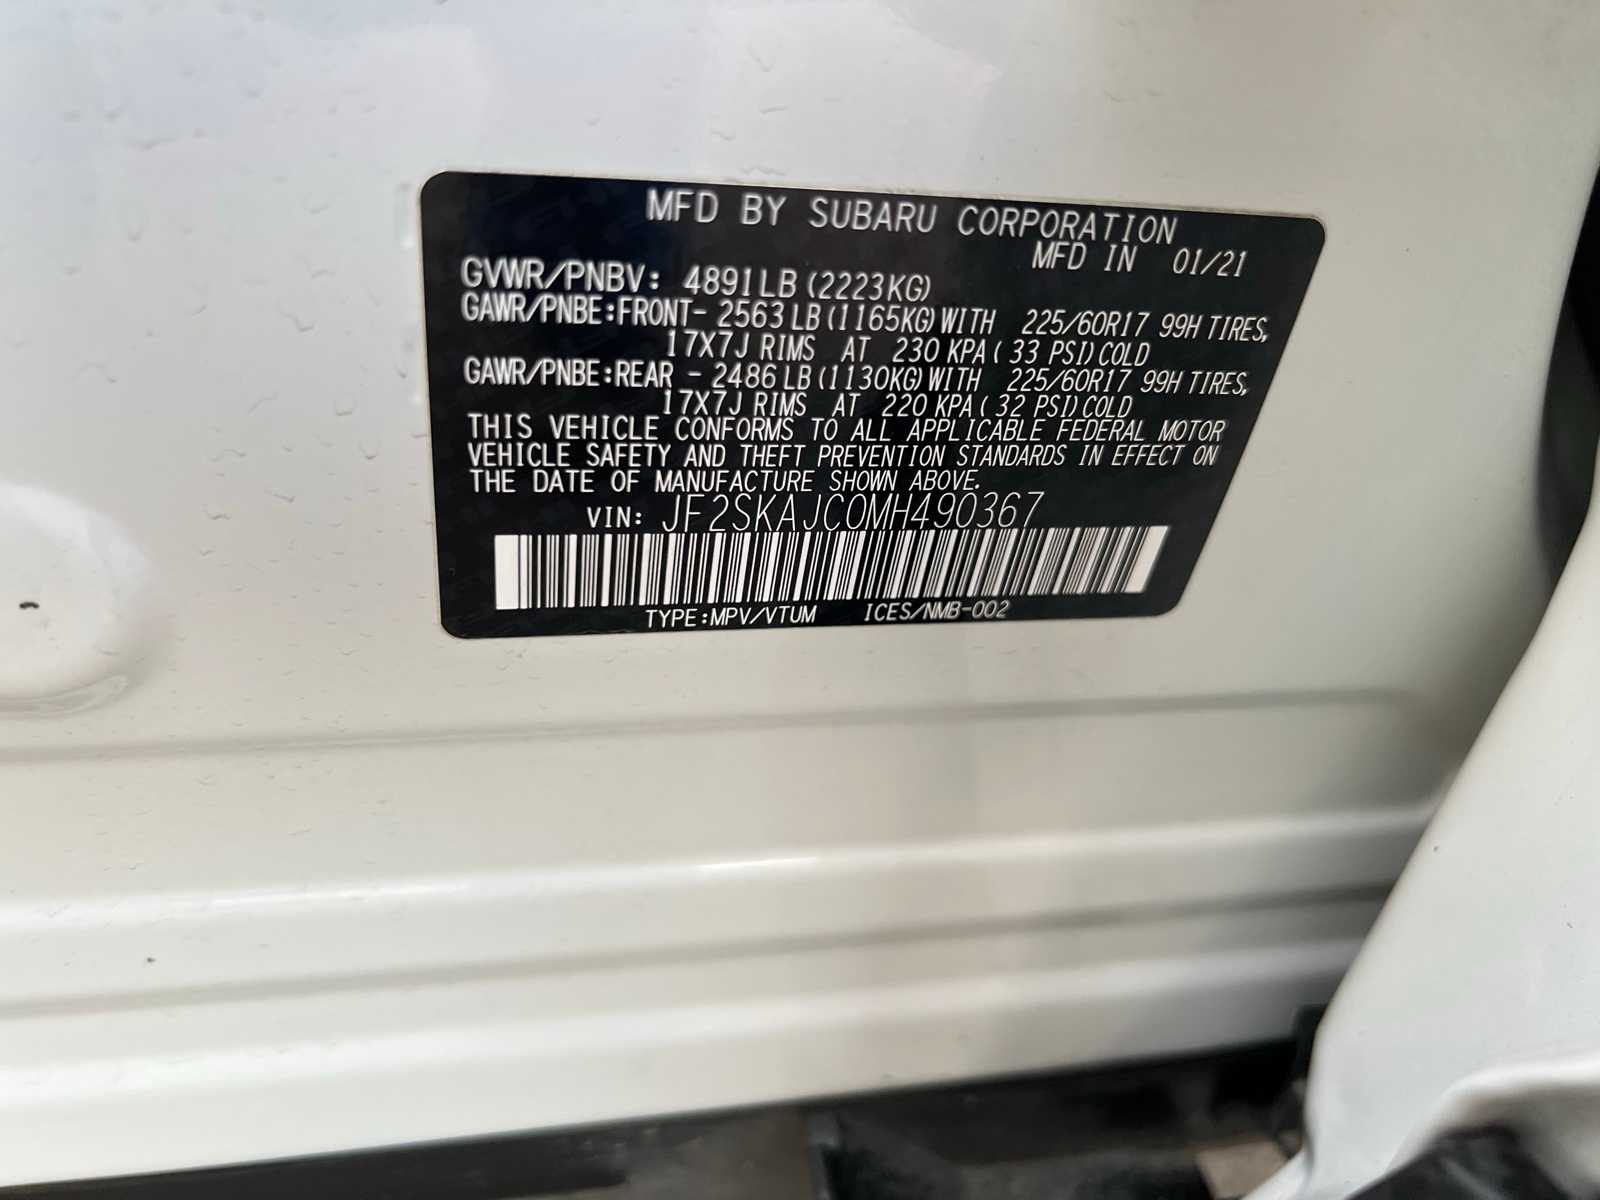 MFD BY SUBARU CORPORATION
MFD IN 01/21
GVWR/PNBV: 4891LB (2223KG)
GAWR/PNBE:FRONT- 2563 LB (1165KG) WITH 225/60R17 99H TIRES,
17X7J RIMS AT 230 KPA ( 33 PSI) COLD
GAWR/PNBE:REAR - 2486 LB (1130KG) WITH 225/60R17 99H TIRES,
17X7J RIMS AT 220 KPA ( 32 PSI) COLD
THIS VEHICLE CONFORMS TO ALL APPLICABLE FEDERAL MOTOR
VEHICLE SAFETY AND THEFT PREVENTION STANDARDS IN EFFECT ON
THE DATE OF MANUFACTURE SHOWN ABOVE.
VIN: JF2SKAJC0MH490367
TYPE:MPV/VTUM ICES/NMB-002